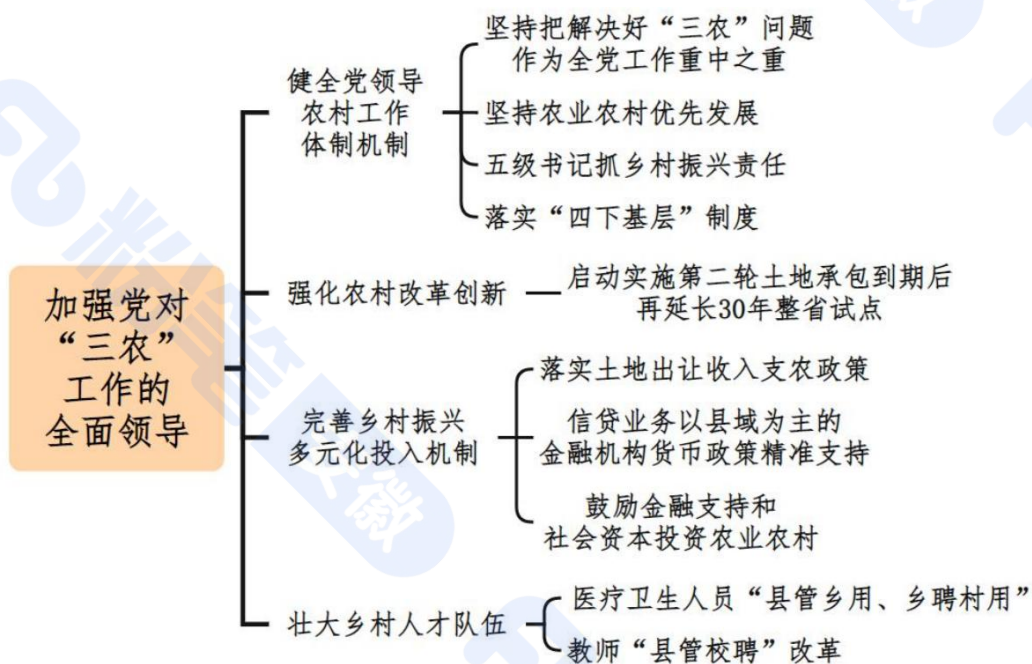 加强党对
“三农”
工作的
全面领导
健全党领导
农村工作
体制机制
坚持把解决好“三农”问题
作为全党工作重中之重
坚持农业农村优先发展
五级书记抓乡村振兴责任
落实“四下基层”制度
强化农村改革创新
启动实施第二轮土地承包到期后
再延长30年整省试点
完善乡村振兴
多元化投入机制
落实土地出让收入支农政策
信贷业务以县域为主的
金融机构货币政策精准支持
鼓励金融支持和
社会资本投资农业农村
壮大乡村人才队伍
医疗卫生人员“县管乡用、乡聘村用”
教师“县管校聘”改革
粉笔安徽